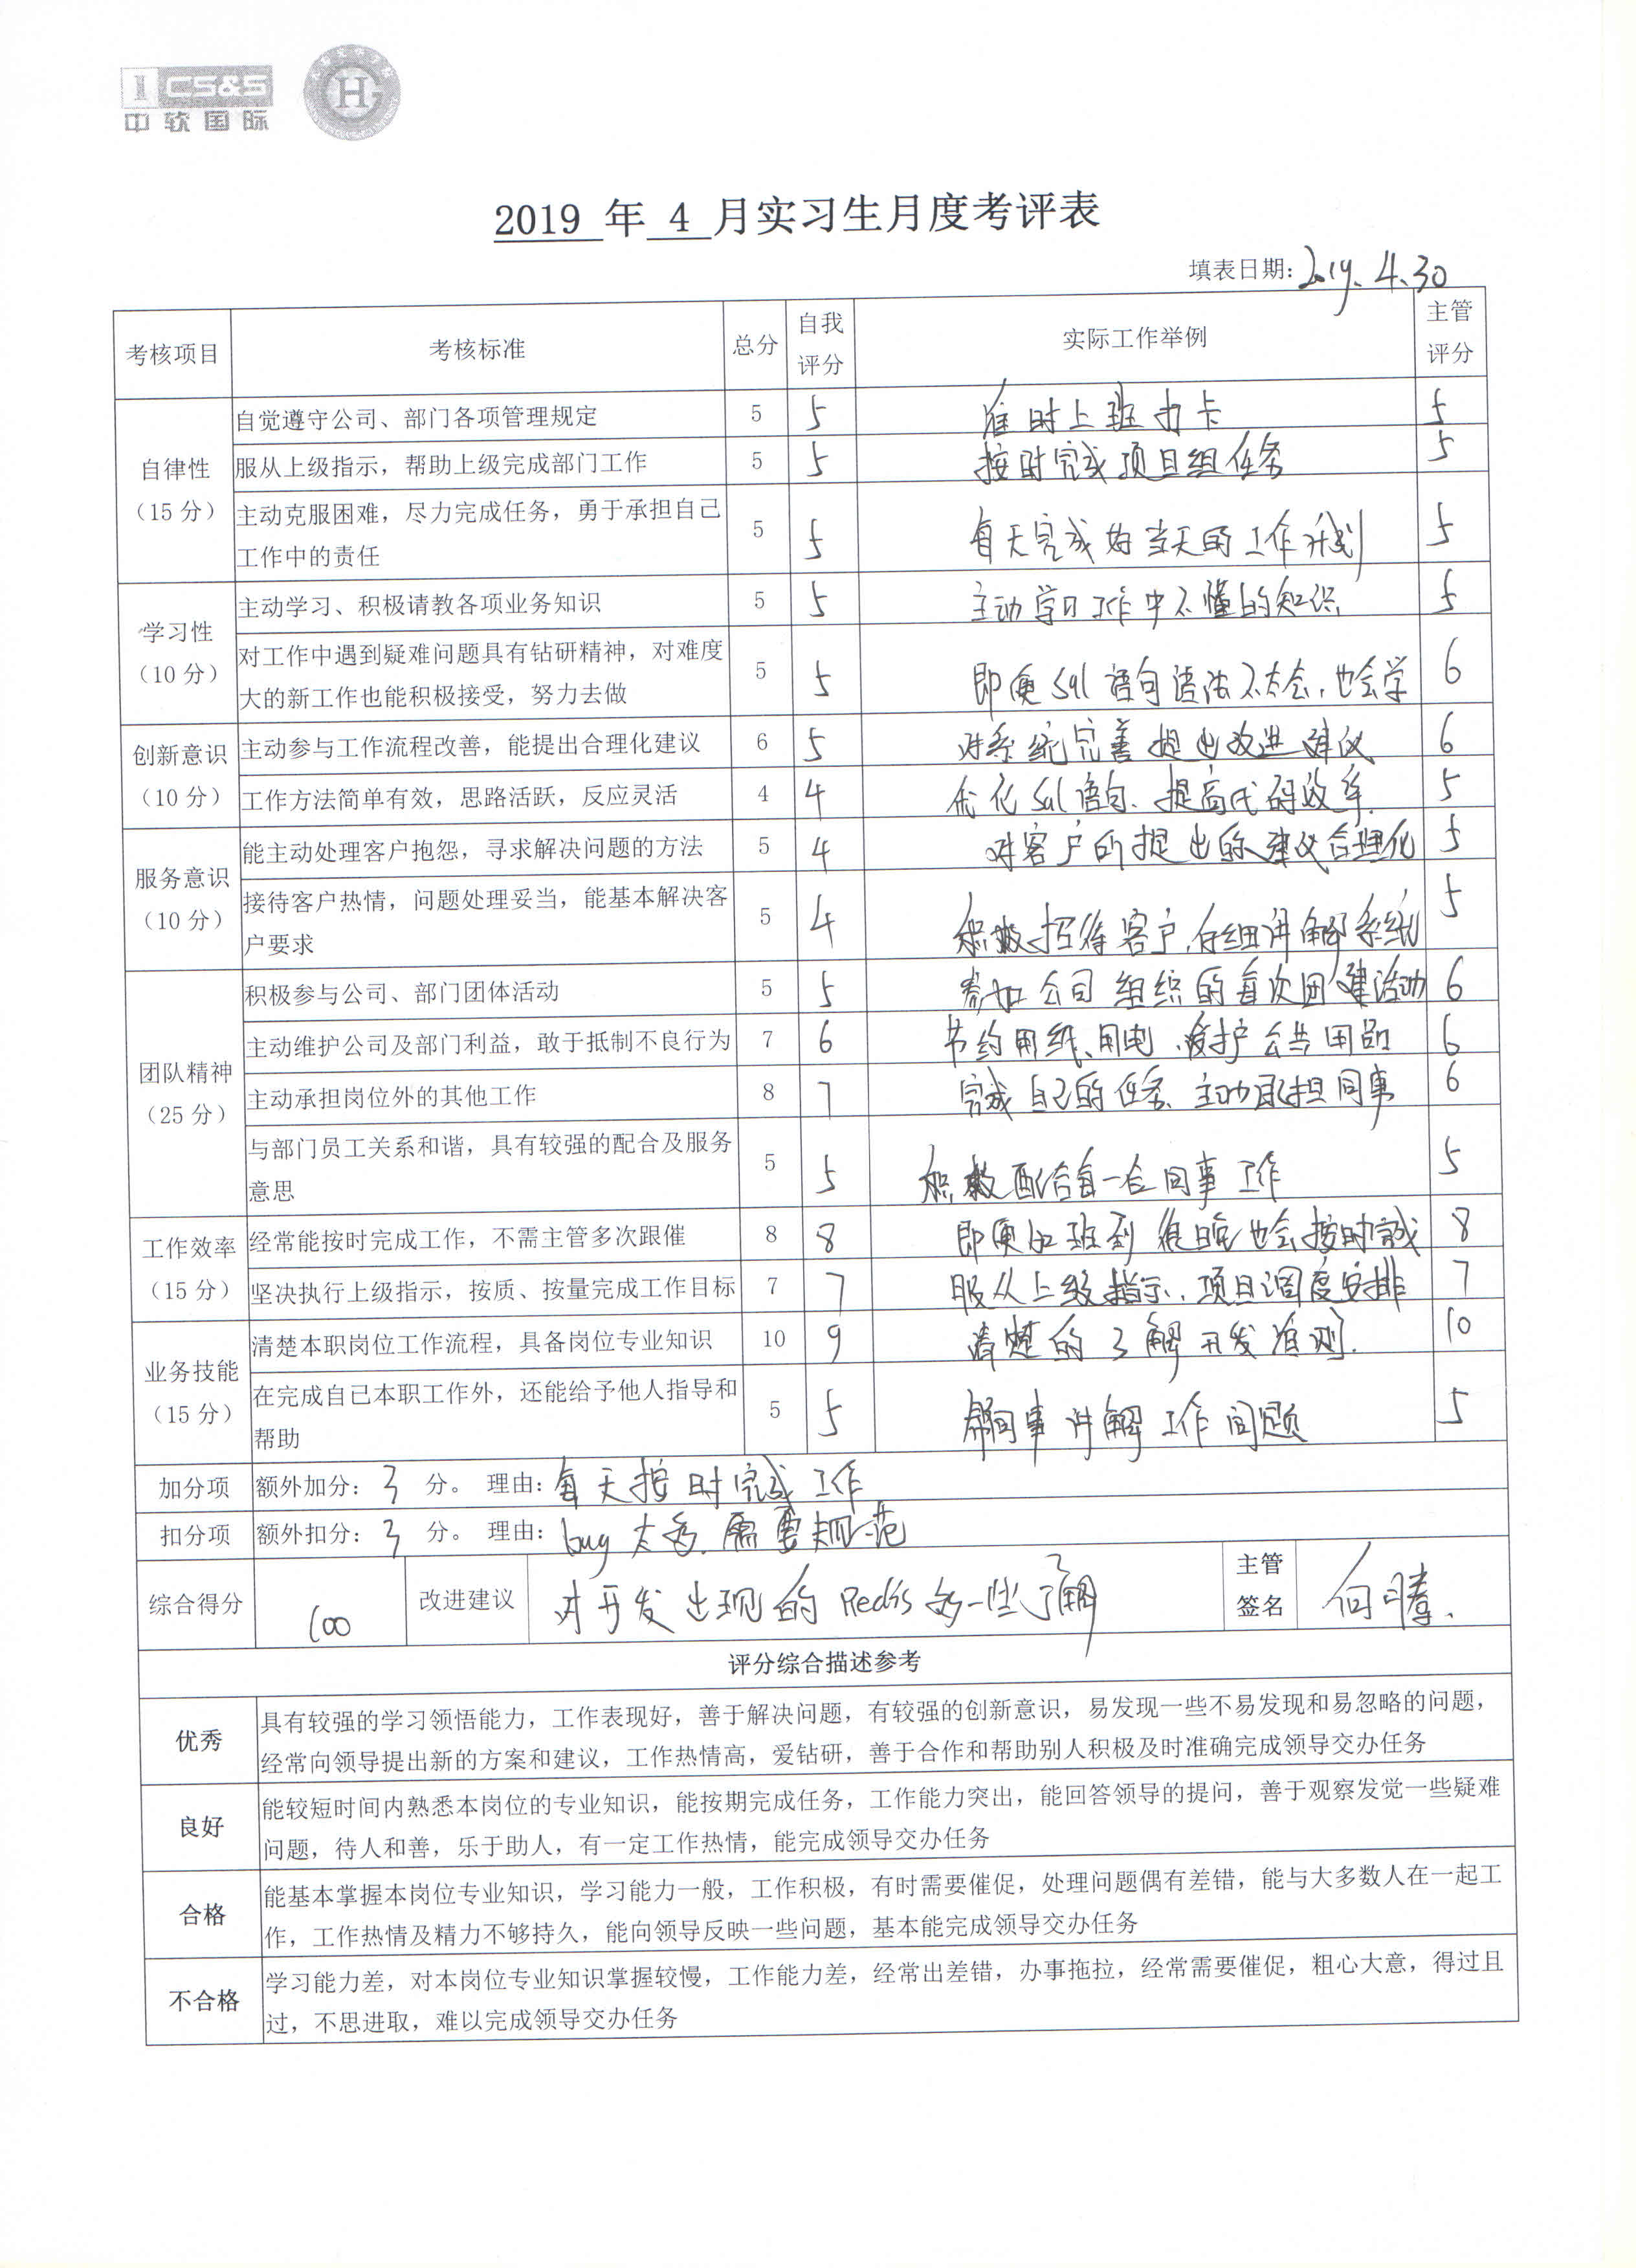 CS&S
中软国际
H
2019 年 4 月实习生月度考评表
填表日期: 2019.4.30
考核项目 考核标准 总分 自我评分 实际工作举例 主管评分
自律性
(15分)
自觉遵守公司、部门各项管理规定 5 5 准时上班打卡 5
服从上级指示，帮助上级完成部门工作 5 5 按时完成项目组任务 5
主动克服困难，尽力完成任务，勇于承担自己
工作中的责任 5 5 每天完成好当天的工作计划 5
学习性
(10分)
主动学习、积极请教各项业务知识 5 5 主动学习工作中不懂的知识 5
对工作中遇到疑难问题具有钻研精神，对难度
大的新工作也能积极接受，努力去做 5 5 即便Sql语句语法不太会，也会学 6
创新意识
(10分)
主动参与工作流程改善，能提出合理化建议 6 5 对系统完善提出改进建议 6
工作方法简单有效，思路活跃，反应灵活 4 4 优化Sql语句、提高代码效率. 5
服务意识
(10分)
能主动处理客户抱怨，寻求解决问题的方法 5 4 对客户所提出的建议合理化 5
接待客户热情，问题处理妥当，能基本解决客
户要求 5 4 积极招待客户，仔细讲解系统 5
团队精神
(25分)
积极参与公司、部门团体活动 5 5 参加公司组织的每次团建活动 6
主动维护公司及部门利益，敢于抵制不良行为 7 6 节约用纸、用电、爱护公共用品 6
主动承担岗位外的其他工作 8 7 完成自己的任务、主动承担同事 6
与部门员工关系和谐，具有较强的配合及服务
意思 5 5 积极配合每一合同事工作 5
工作效率
(15分)
经常能按时完成工作，不需主管多次跟催 8 8 即便加班到很晚也会按时完成 8
坚决执行上级指示，按质、按量完成工作目标 7 7 服从上级指示、项目调度安排 7
业务技能
(15分)
清楚本职岗位工作流程，具备岗位专业知识 10 9 清楚的了解开发准则. 10
在完成自己本职工作外，还能给予他人指导和
帮助 5 5 帮同事讲解工作问题 5
加分项 额外加分: 3 分。 理由: 每天按时完成工作
扣分项 额外扣分: 3 分。 理由: bug太多、需要规范
综合得分 100 改进建议 对开发出现的Redis多一些了解 主管签名
评分综合描述参考
优秀
具有较强的学习领悟能力，工作表现好，善于解决问题，有较强的创新意识，易发现一些不易发现和易忽略的问题，
经常向领导提出新的方案和建议，工作热情高，爱钻研，善于合作和帮助别人积极及时准确完成领导交办任务
良好
能较短时间内熟悉本岗位的专业知识，能按期完成任务，工作能力突出，能回答领导的提问，善于观察发觉一些疑难
问题，待人和善，乐于助人，有一定工作热情，能完成领导交办任务
合格
能基本掌握本岗位专业知识，学习能力一般，工作积极，有时需要催促，处理问题偶有差错，能与大多数人在一起工
作，工作热情及精力不够持久，能向领导反映一些问题，基本能完成领导交办任务
不合格
学习能力差，对本岗位专业知识掌握较慢，工作能力差，经常出差错，办事拖拉，经常需要催促，粗心大意，得过且
过，不思进取，难以完成领导交办任务